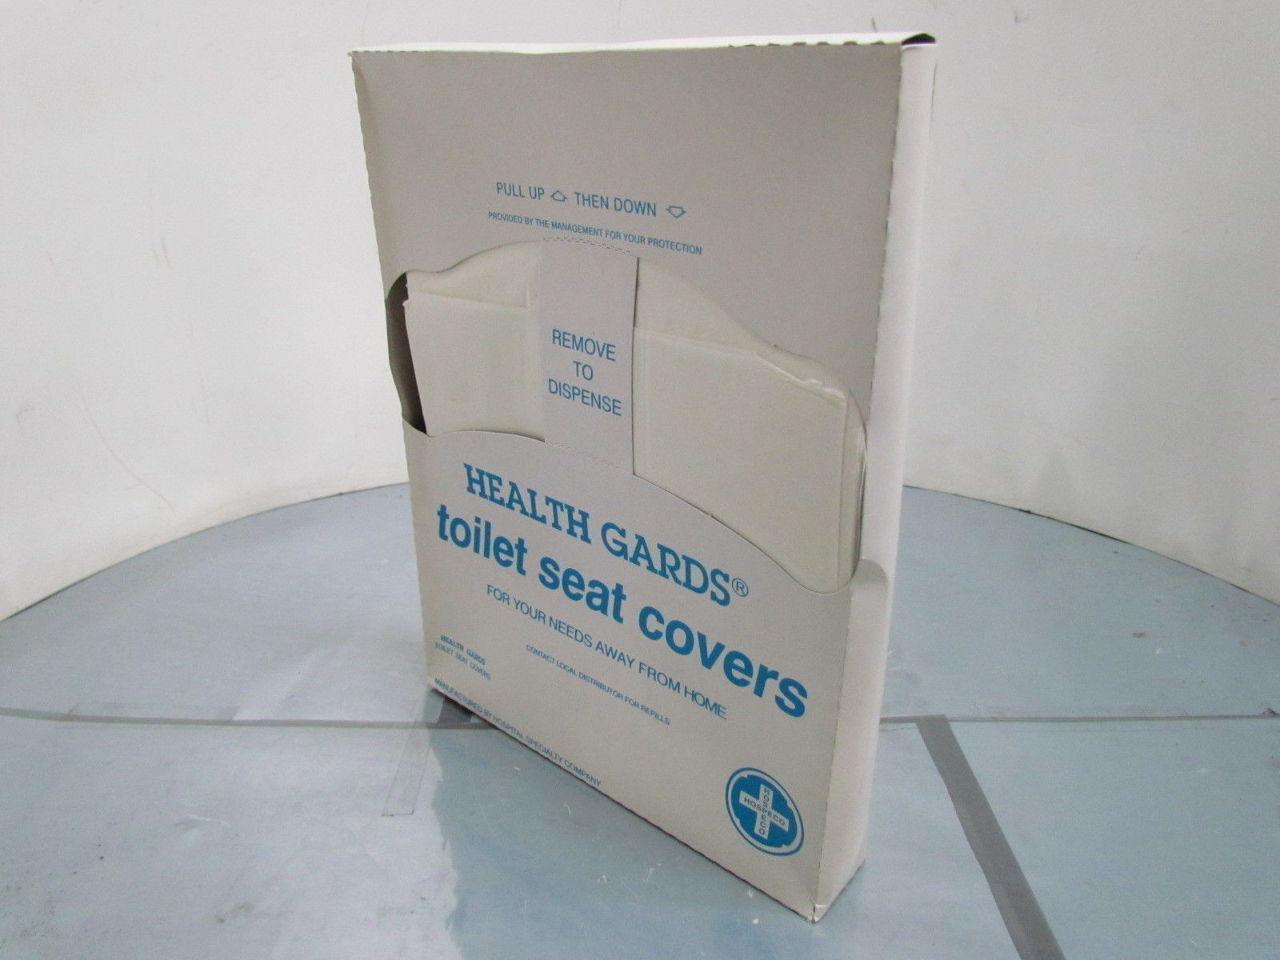 PULL UP THEN DOWN
PROVIDED BY THE MANAGEMENT FOR YOUR PROTECTION
REMOVE
TO
DISPENSE
HEALTH GARDS®
toilet seat covers
FOR YOUR NEEDS AWAY FROM HOME
CONTACT LOCAL DISTRIBUTOR FOR REFILLS
HEALTH GARDS
TOILET SEAT COVERS
MANUFACTURED BY HOSPITAL SPECIALTY COMPANY
HOSPECO
HOSPECO